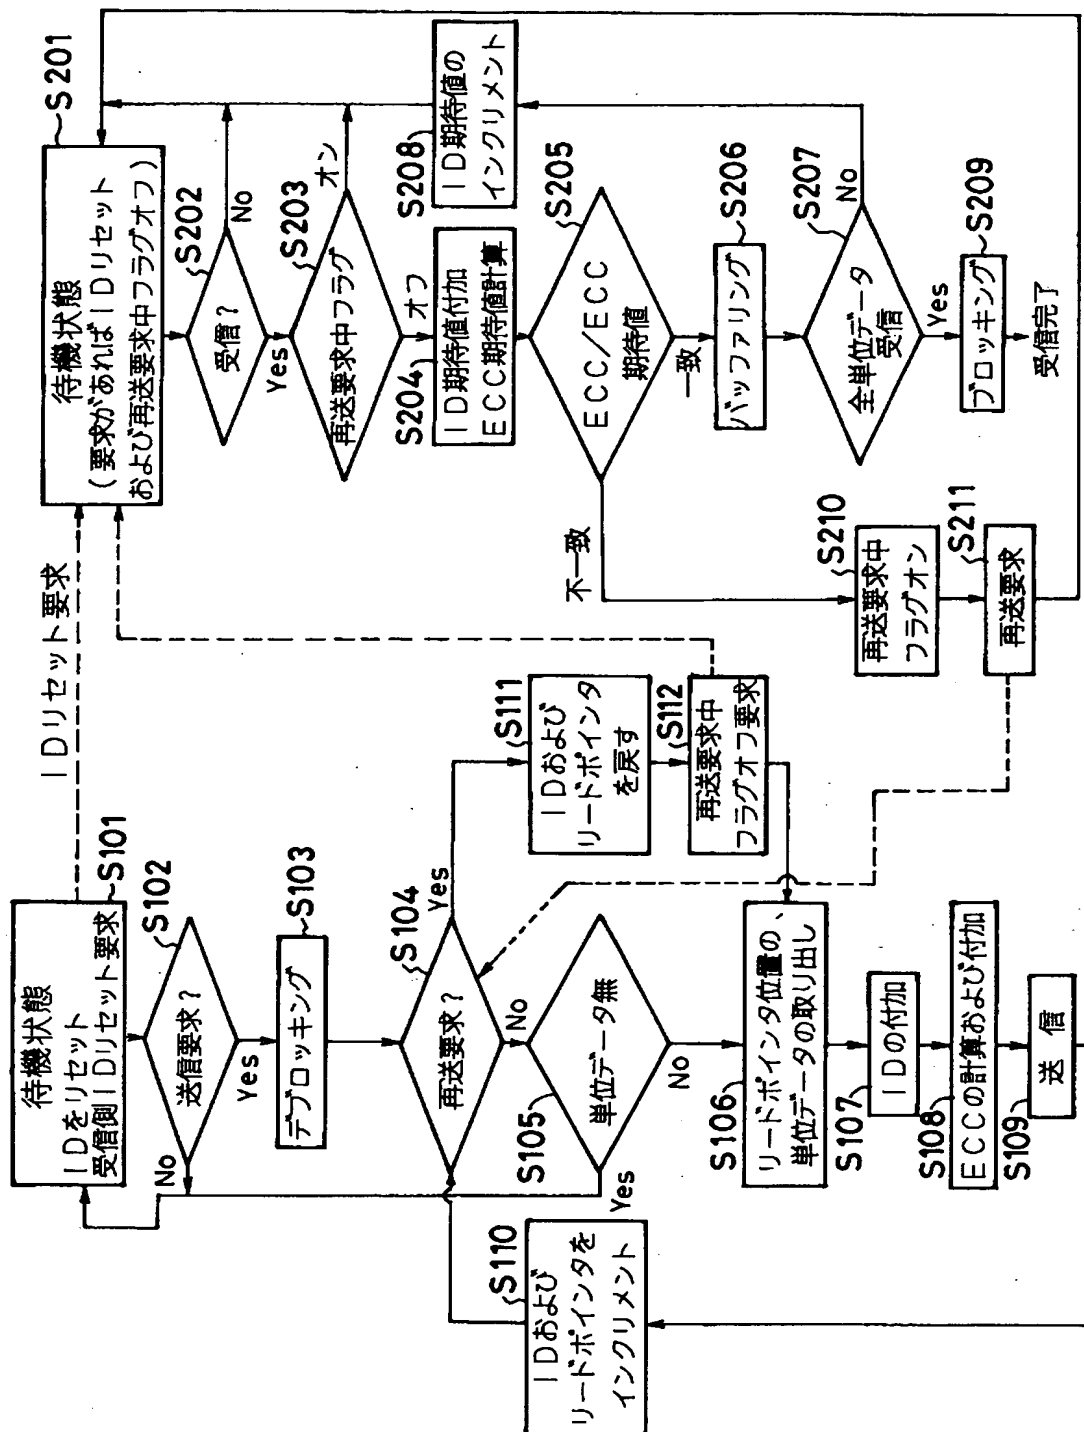 待機状態
IDをリセット
受信側IDリセット要求
S101
IDリセット要求
送信要求?
S102
No
Yes
デブロッキング
S103
再送要求?
S104
Yes
No
単位データ無
S105
Yes
No
リードポインタ位置の、
単位データの取り出し
S106
IDの付加
S107
ECCの計算および付加
S108
送信
S109
IDおよび
リードポインタを
インクリメント
S110
IDおよび
リードポインタ
を戻す
S111
再送要求中
フラグオフ要求
S112
待機状態
(要求があればIDリセット
および再送要求中フラグオフ)
S201
受信?
S202
No
Yes
再送要求中フラグ
S203
オン
オフ
ID期待値付加
ECC期待値計算
S204
ECC/ECC
期待値
S205
一致
不一致
バッファリング
S206
全単位データ
受信
S207
No
Yes
ID期待値の
インクリメント
S208
ブロッキング
S209
受信完了
再送要求中
フラグオン
S210
再送要求
S211